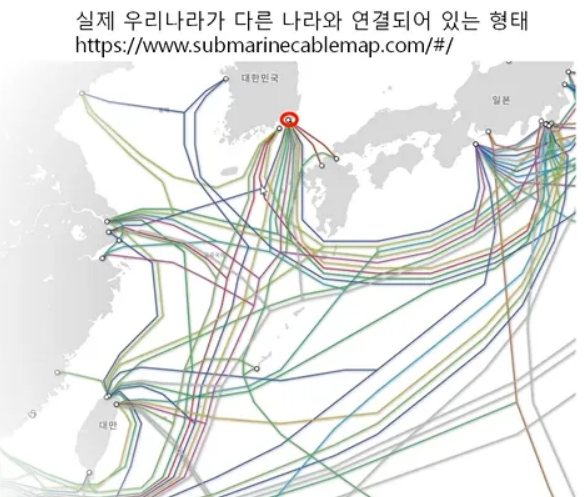 실제 우리나라가 다른 나라와 연결되어 있는 형태
https://www.submarinecablemap.com/#/
대한민국
일본
대만